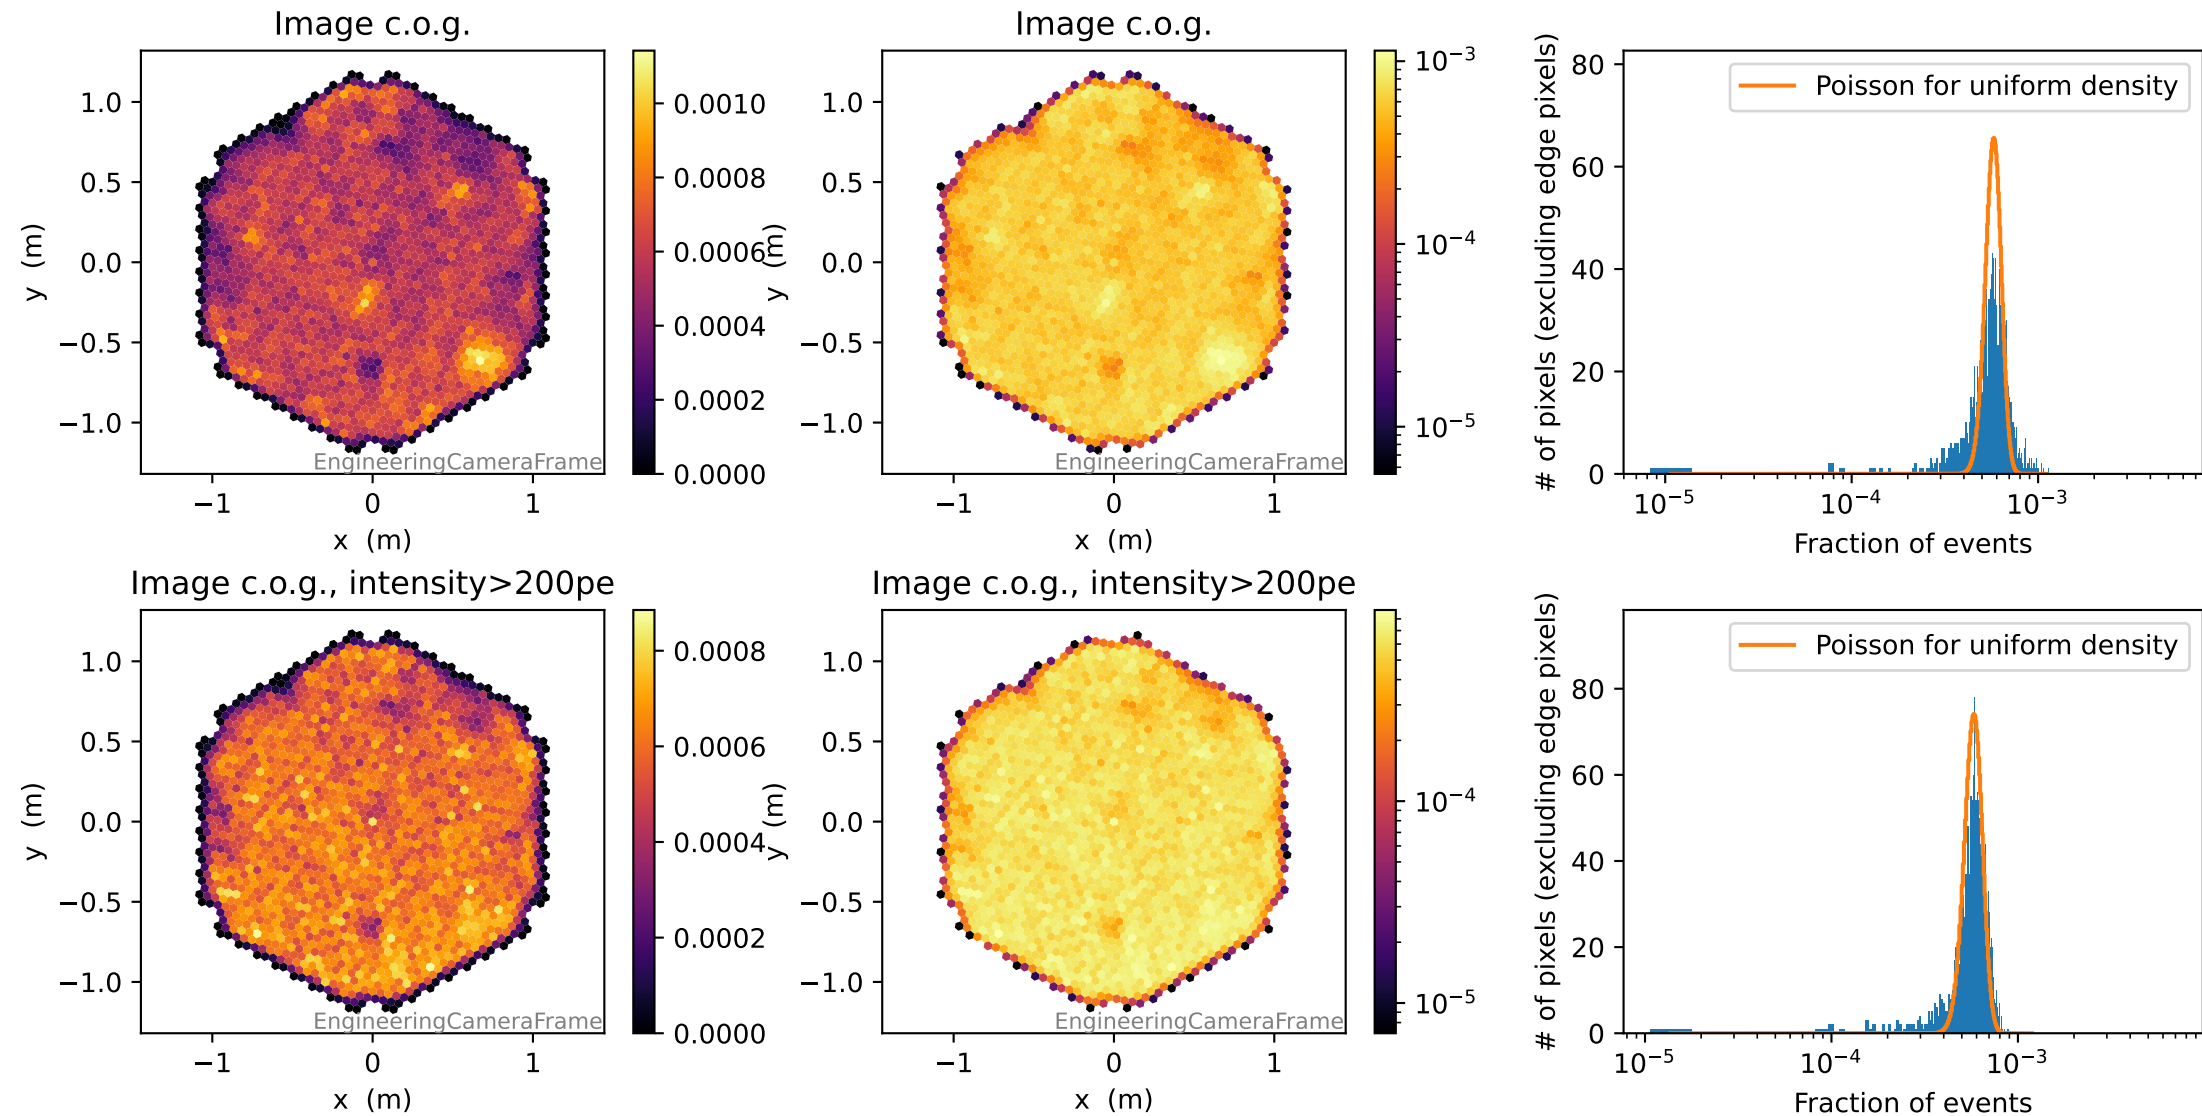 Image c.o.g.
1.0
0.5
0.0
−0.5
−1.0
y (m)
−1
0
1
x (m)
EngineeringCameraFrame
0.0010
0.0008
0.0006
0.0004
0.0002
0.0000
Image c.o.g.
1.0
0.5
0.0
−0.5
−1.0
y (m)
−1
0
1
x (m)
EngineeringCameraFrame
10⁻³
10⁻⁴
10⁻⁵
80
60
40
20
0
# of pixels (excluding edge pixels)
Poisson for uniform density
10⁻⁵
10⁻⁴
10⁻³
Fraction of events
Image c.o.g., intensity>200pe
1.0
0.5
0.0
−0.5
−1.0
y (m)
−1
0
1
x (m)
EngineeringCameraFrame
0.0008
0.0006
0.0004
0.0002
0.0000
Image c.o.g., intensity>200pe
1.0
0.5
0.0
−0.5
−1.0
y (m)
−1
0
1
x (m)
EngineeringCameraFrame
10⁻⁴
10⁻⁵
80
60
40
20
0
# of pixels (excluding edge pixels)
Poisson for uniform density
10⁻⁵
10⁻⁴
10⁻³
Fraction of events